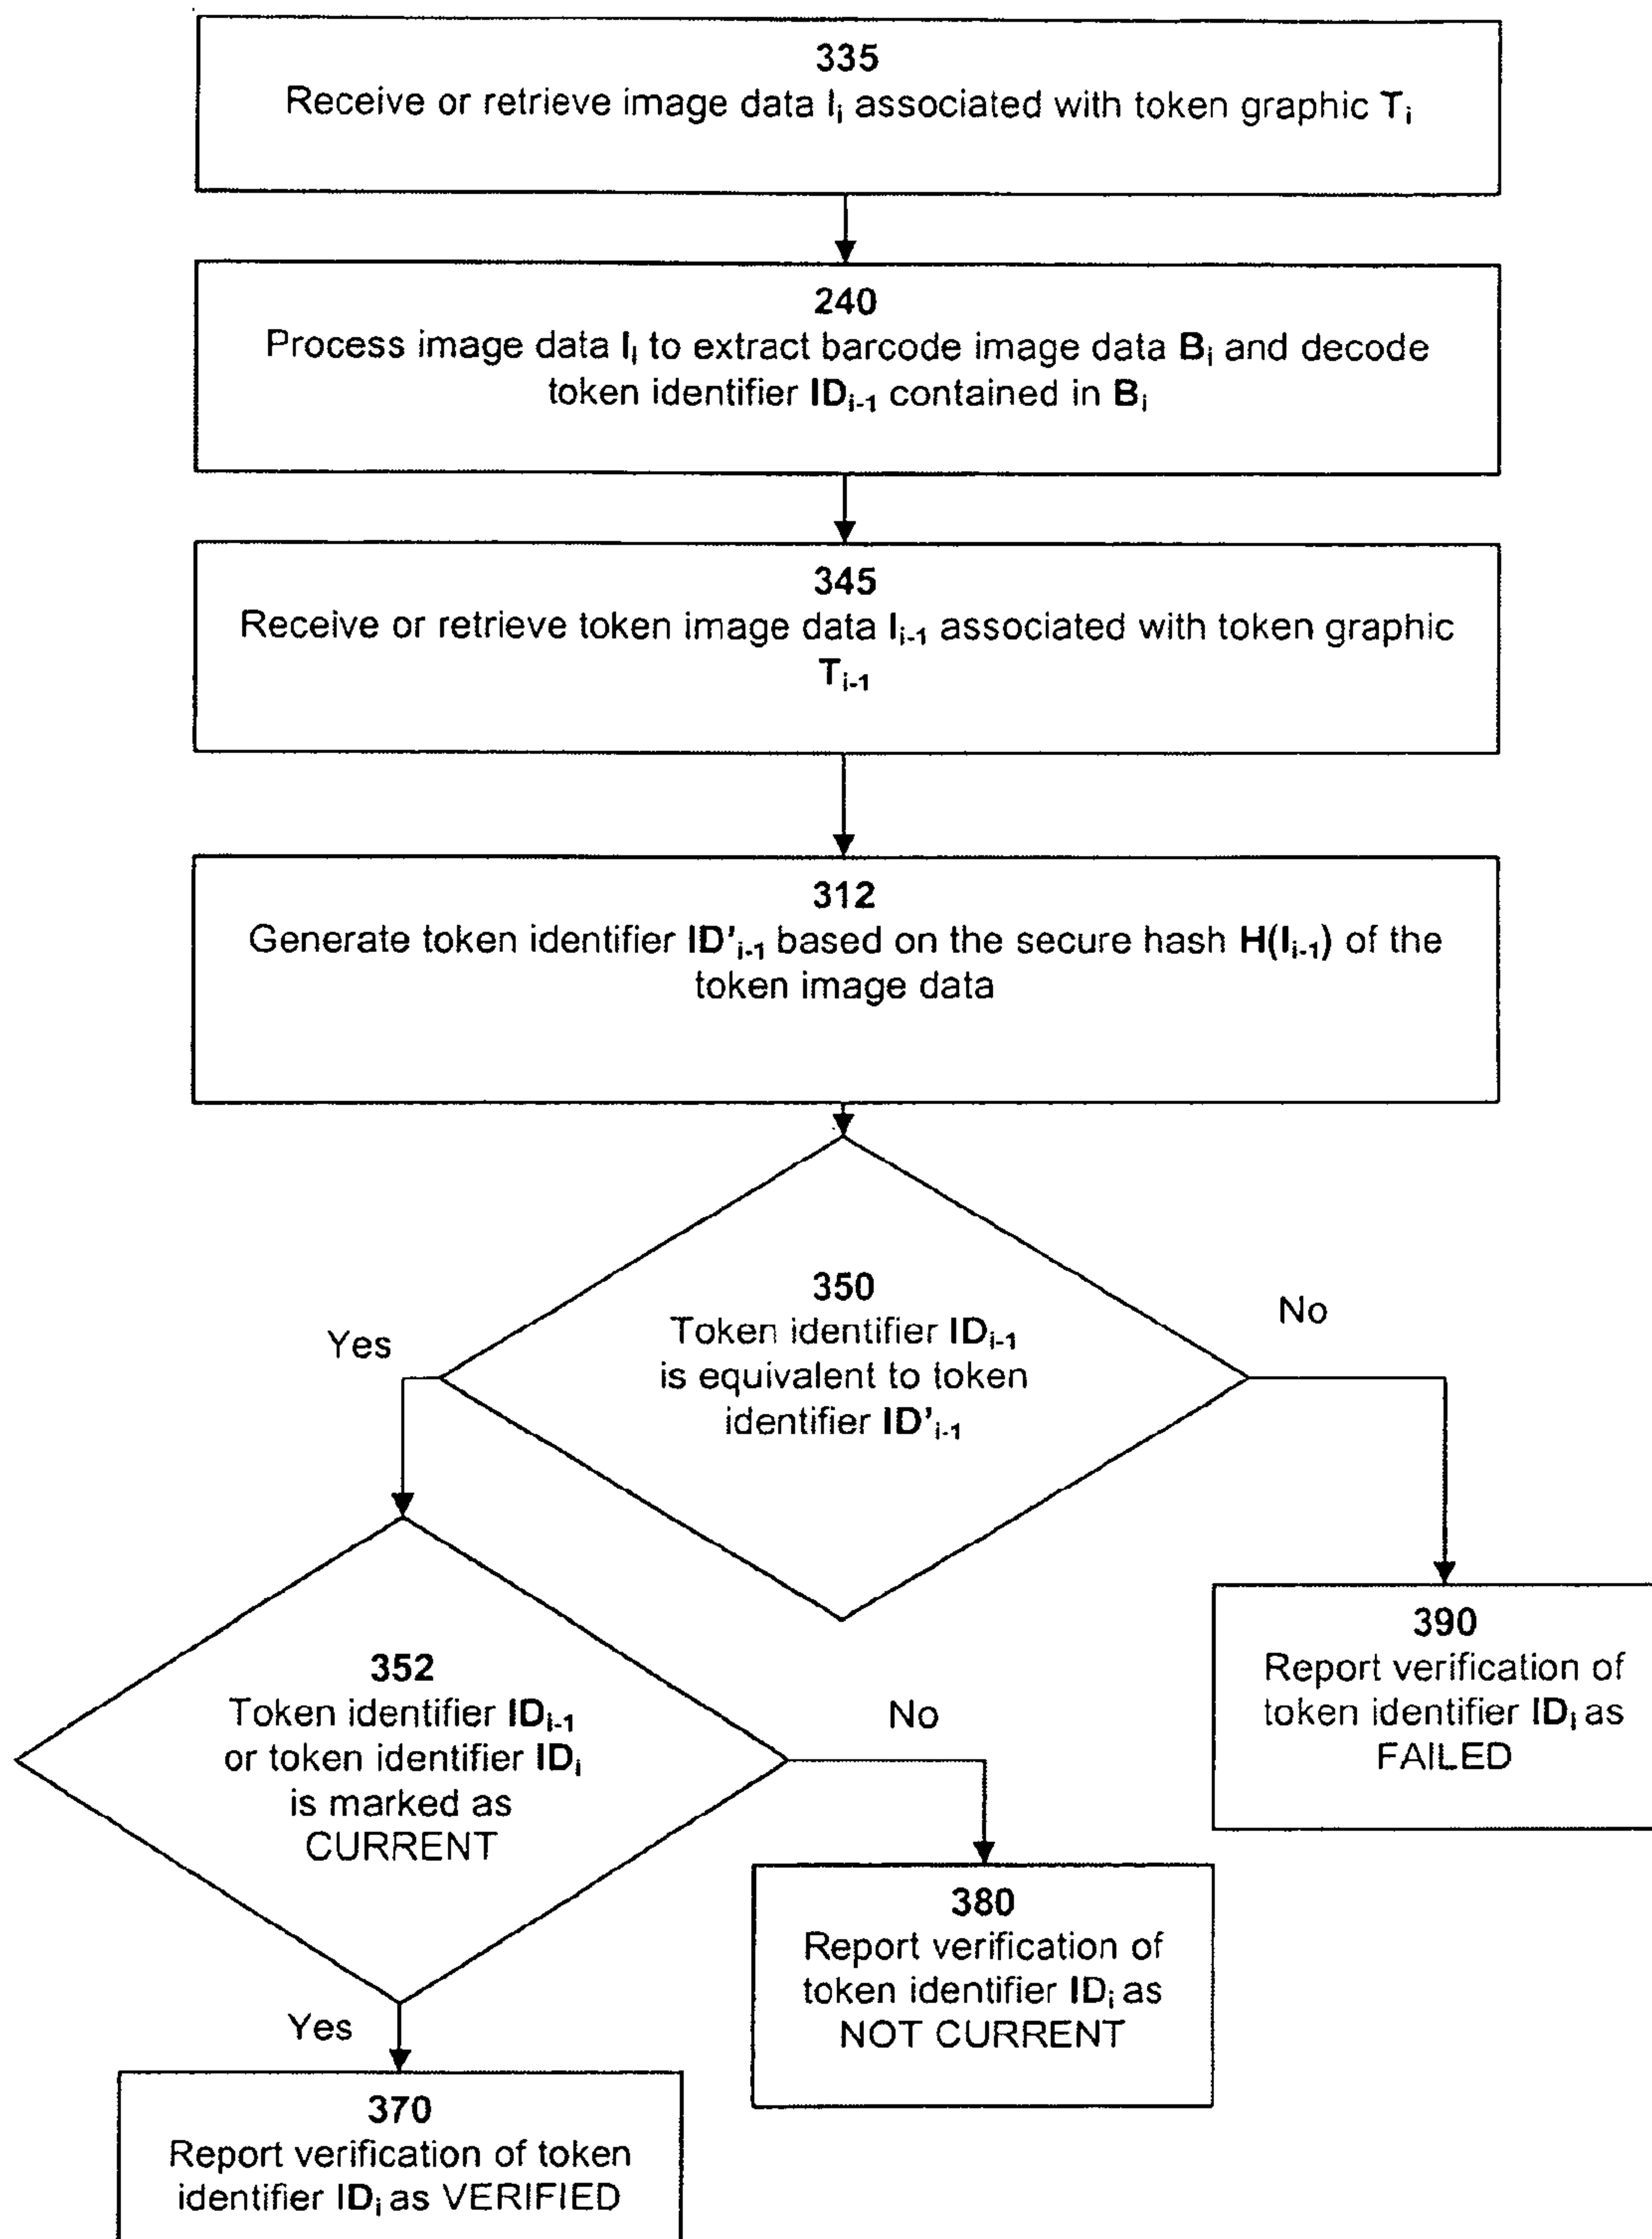 335
Receive or retrieve image data Ii associated with token graphic Ti
240
Process image data Ii to extract barcode image data Bi and decode
token identifier IDi-1 contained in Bi
345
Receive or retrieve token image data Ii-1 associated with token graphic
Ti-1
312
Generate token identifier ID'i-1 based on the secure hash H(Ii-1) of the
token image data
350
Token identifier IDi-1
is equivalent to token
identifier ID'i-1
Yes
No
352
Token identifier IDi-1
or token identifier IDi
is marked as
CURRENT
No
Yes
390
Report verification of
token identifier IDi as
FAILED
380
Report verification of
token identifier IDi as
NOT CURRENT
370
Report verification of token
identifier IDi as VERIFIED